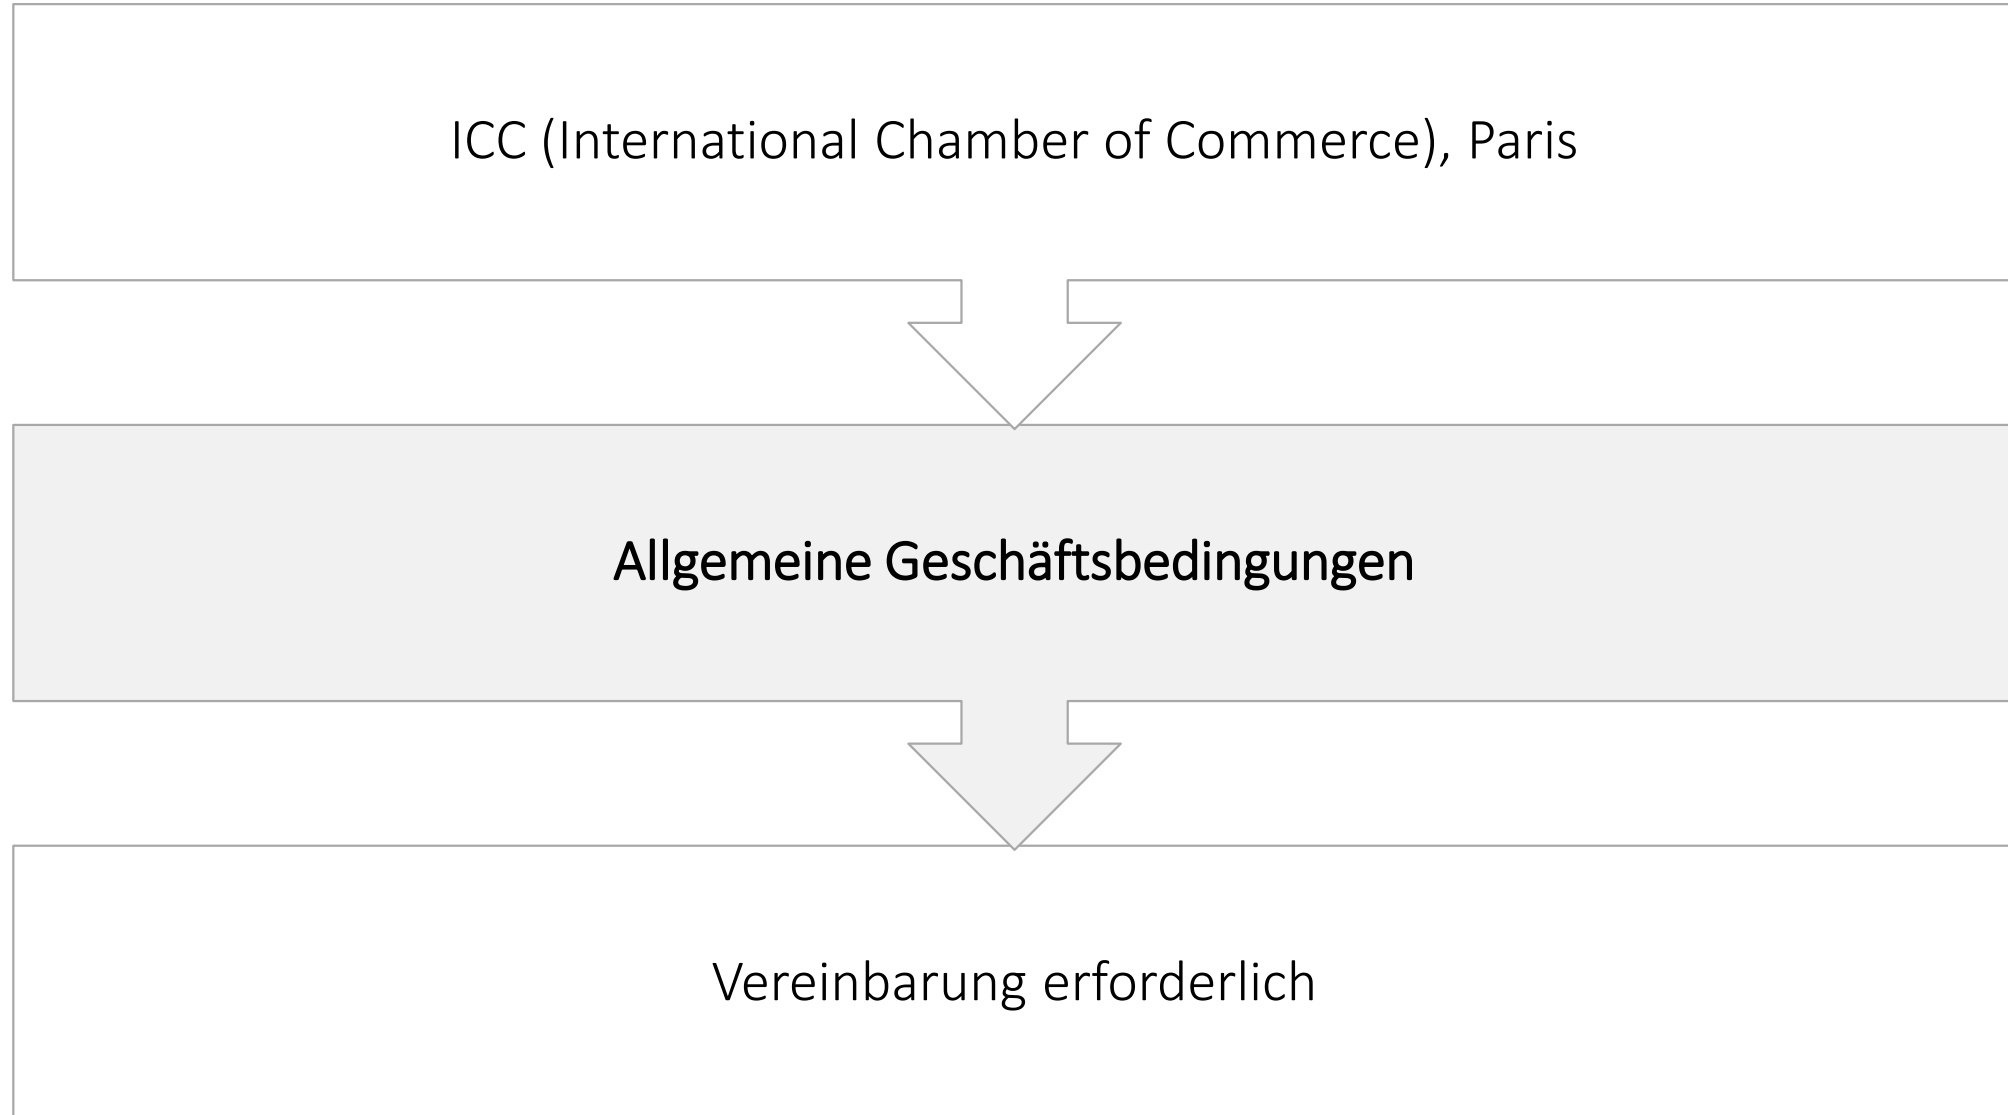 ICC (International Chamber of Commerce), Paris
Allgemeine Geschäftsbedingungen
Vereinbarung erforderlich